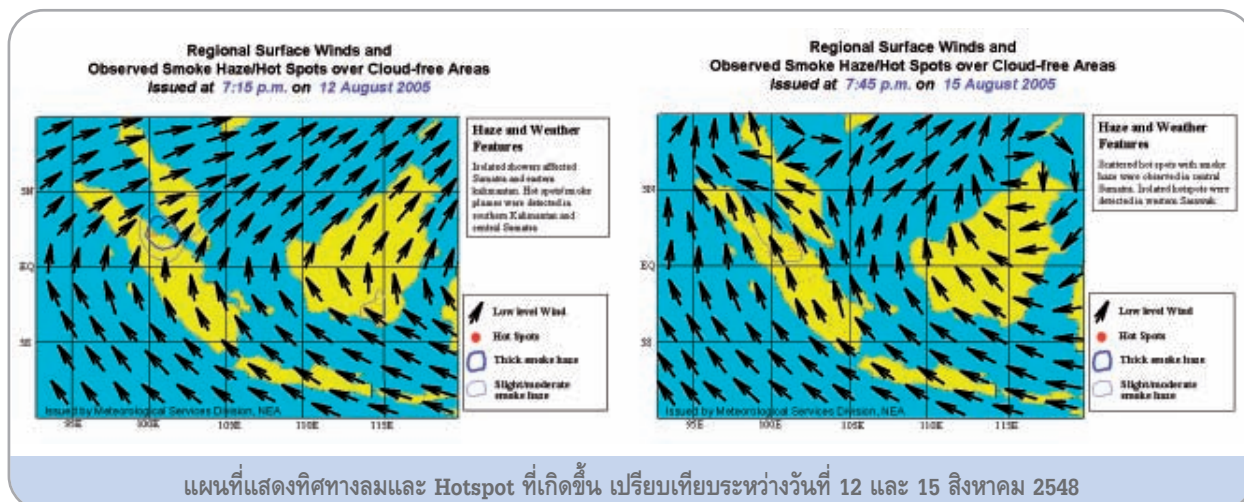 Regional Surface Winds and
Observed Smoke Haze/Hot Spots over Cloud-free Areas
Issued at 7:15 p.m. on 12 August 2005
Haze and Weather
Features
Isolated showers affected
Sumatra and eastern
kalimantan. Hot spots/smoke
plumes were detected in
southern Kalimantan and
central Sumatra
5N
EQ
5S
Low level Wind
Hot Spots
Thick smoke haze
Slight/moderate
smoke haze
Issued by Meteorological Services Division, NEA
95E 100E 105E 110E 115E
Regional Surface Winds and
Observed Smoke Haze/Hot Spots over Cloud-free Areas
Issued at 7:45 p.m. on 15 August 2005
Haze and Weather
Features
Scattered hot spots with smoke
haze were observed in central
Sumatra. Isolated hotspots were
detected in western Sarawak.
5N
EQ
5S
Low level Wind
Hot Spots
Thick smoke haze
Slight/moderate
smoke haze
Issued by Meteorological Services Division, NEA
95E 100E 105E 110E 115E
แผนที่แสดงทิศทางลมและ Hotspot ที่เกิดขึ้น เปรียบเทียบระหว่างวันที่ 12 และ 15 สิงหาคม 2548